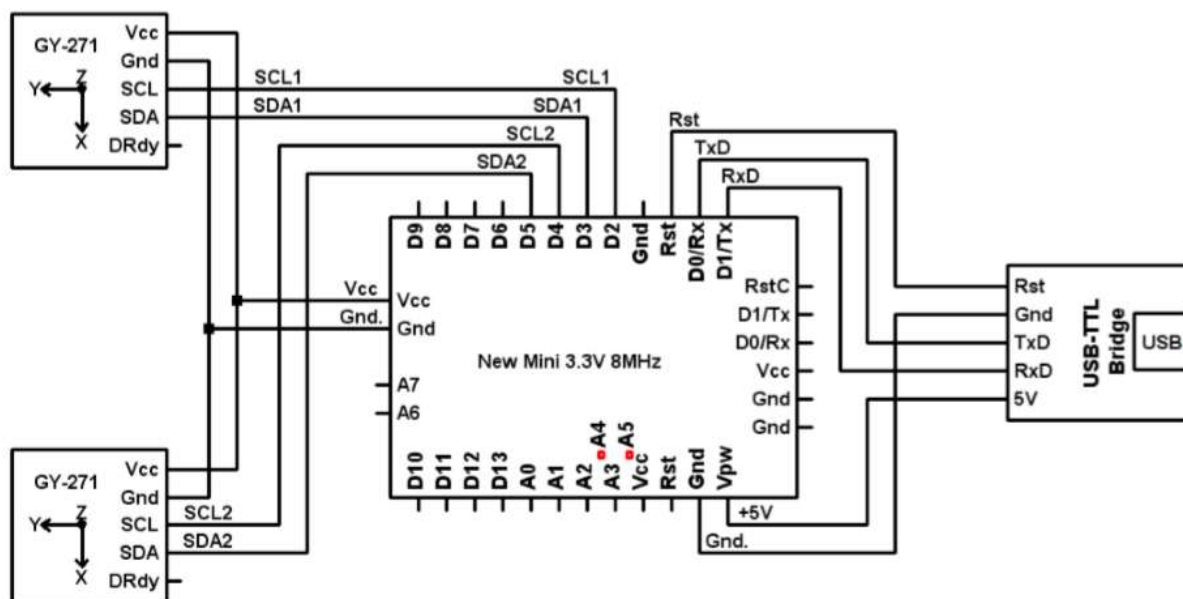 GY-271
Vcc
Gnd
SCL
SDA
DRdy
Z
Y
X
SCL1
SCL1
SDA1
SDA1
SCL2
SDA2
Rst
TxD
RxD
D9
D8
D7
D6
D5
D4
D3
D2
Gnd
Rst
D0/Rx
D1/Tx
Vcc
Vcc
Gnd.
Gnd
A7
A6
New Mini 3.3V 8MHz
RstC
D1/Tx
D0/Rx
Vcc
Gnd
Gnd
A4
A5
D10
D11
D12
D13
A0
A1
A2
A3
Vcc
Rst
Gnd
Vpw
+5V
Gnd.
Rst
Gnd
TxD
RxD
5V
USB-TTL
Bridge
USB
GY-271
Vcc
Gnd
SCL
SDA
DRdy
Z
Y
X
SCL2
SDA2